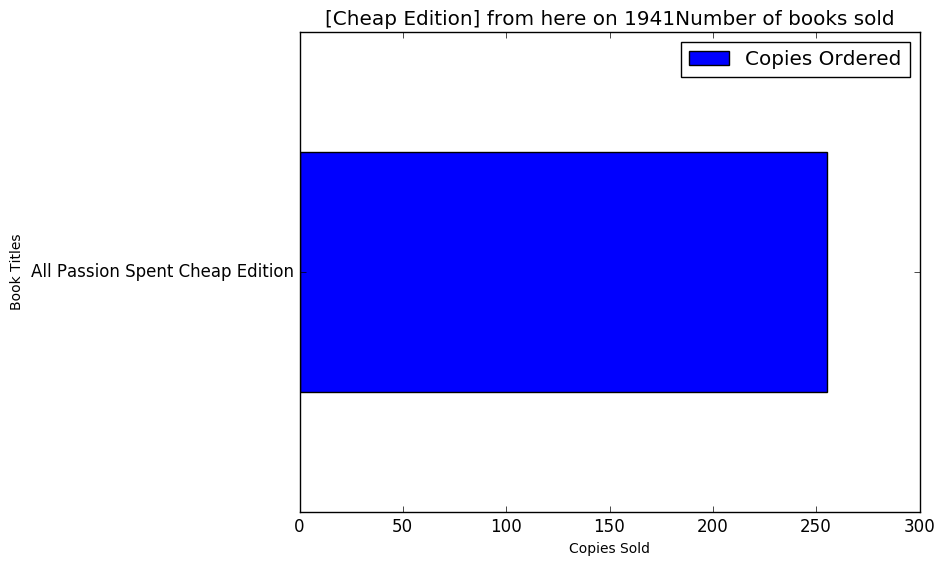 [Cheap Edition] from here on 1941Number of books sold
Copies Ordered
Book Titles
All Passion Spent Cheap Edition
0 50 100 150 200 250 300
Copies Sold